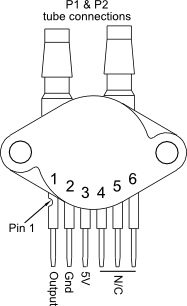 P1 & P2
tube connections
1 2 3 4 5 6
Pin 1
Output
Gnd
5V
N/C